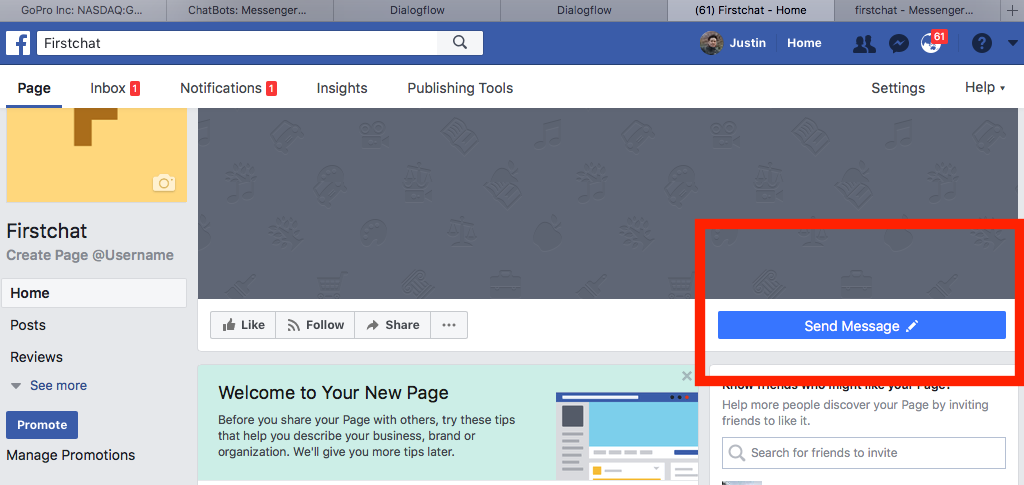 GoPro Inc: NASDAQ:G...
ChatBots: Messenger...
Dialogflow
Dialogflow
(61) Firstchat - Home
firstchat - Messenger...
Firstchat
Justin
Home
61
Page
Inbox 1
Notifications 1
Insights
Publishing Tools
Settings
Help
Firstchat
Create Page @Username
Home
Posts
Reviews
See more
Promote
Manage Promotions
Like
Follow
Share
Send Message
Welcome to Your New Page
Before you share your Page with others, try these tips
that help you describe your business, brand or
organization. We'll give you more tips later.
Know friends who might like your Page?
Help more people discover your Page by inviting
friends to like it.
Search for friends to invite